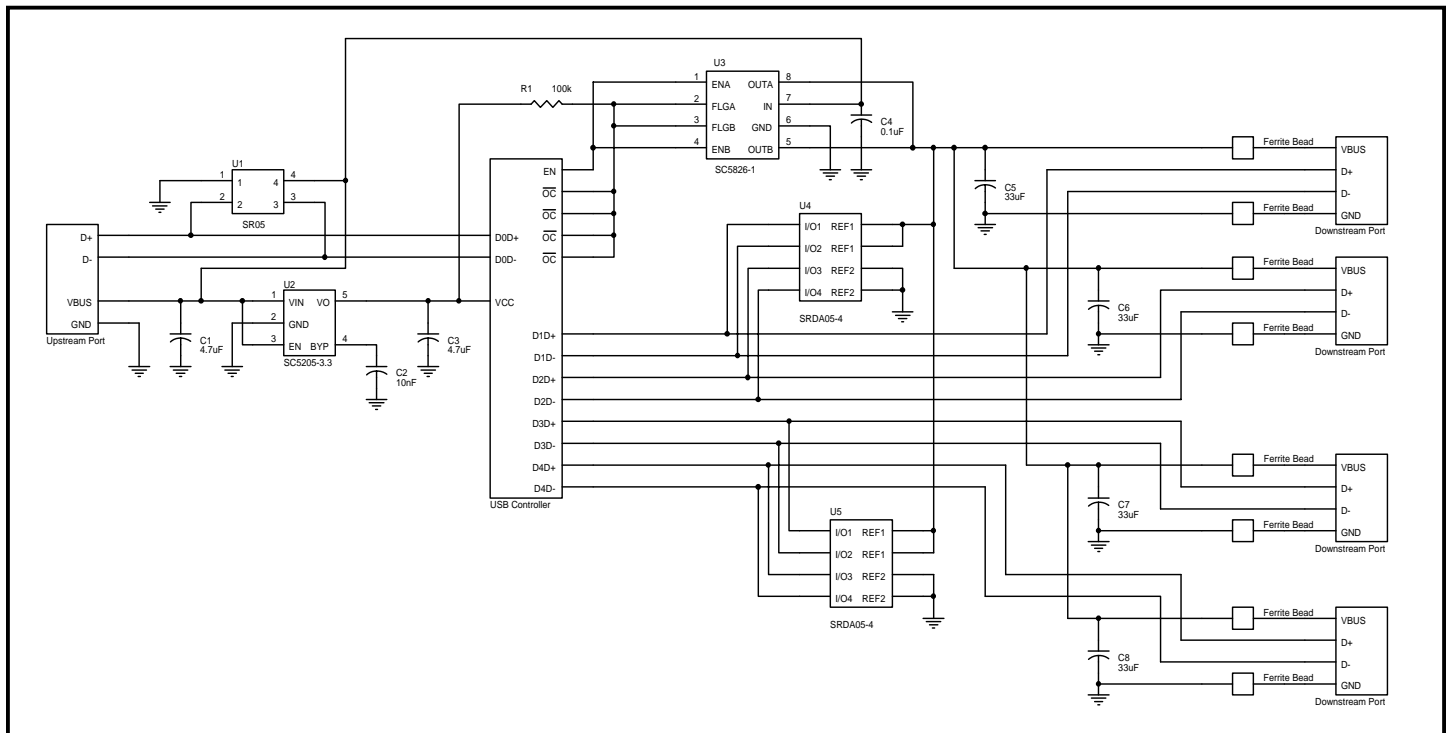 U1
1
2
1
2
4
3
4
3
SR05
D+
D-
VBUS
GND
Upstream Port
C1
4.7uF
U2
1
2
3
VIN
GND
EN
VO
BYP
5
4
SC5205-3.3
C2
10nF
C3
4.7uF
R1 100k
EN
OC
OC
OC
OC
D0D+
D0D-
VCC
D1D+
D1D-
D2D+
D2D-
D3D+
D3D-
D4D+
D4D-
USB Controller
U3
1 ENA OUTA 8
2 FLGA IN 7
3 FLGB GND 6
4 ENB OUTB 5
SC5826-1
C4
0.1uF
U4
I/O1 REF1
I/O2 REF1
I/O3 REF2
I/O4 REF2
SRDA05-4
U5
I/O1 REF1
I/O2 REF1
I/O3 REF2
I/O4 REF2
SRDA05-4
C5
33uF
Ferrite Bead
Ferrite Bead
VBUS
D+
D-
GND
Downstream Port
C6
33uF
Ferrite Bead
Ferrite Bead
VBUS
D+
D-
GND
Downstream Port
C7
33uF
Ferrite Bead
Ferrite Bead
VBUS
D+
D-
GND
Downstream Port
C8
33uF
Ferrite Bead
Ferrite Bead
VBUS
D+
D-
GND
Downstream Port